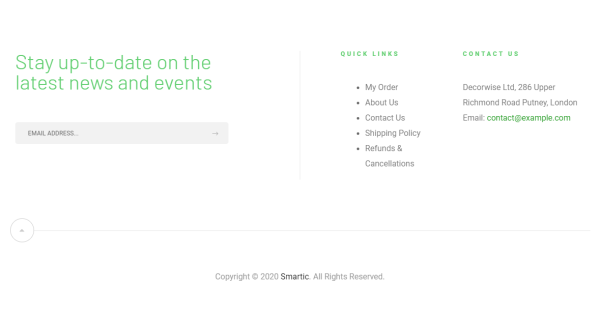 Stay up-to-date on the
latest news and events
EMAIL ADDRESS...
QUICK LINKS
My Order
About Us
Contact Us
Shipping Policy
Refunds &
Cancellations
CONTACT US
Decorwise Ltd, 286 Upper
Richmond Road Putney, London
Email: contact@example.com
Copyright © 2020 Smartic. All Rights Reserved.